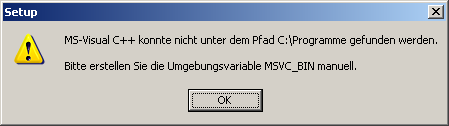 Setup
MS-Visual C++ konnte nicht unter dem Pfad C:\Programme gefunden werden.
Bitte erstellen Sie die Umgebungsvariable MSVC_BIN manuell.
OK